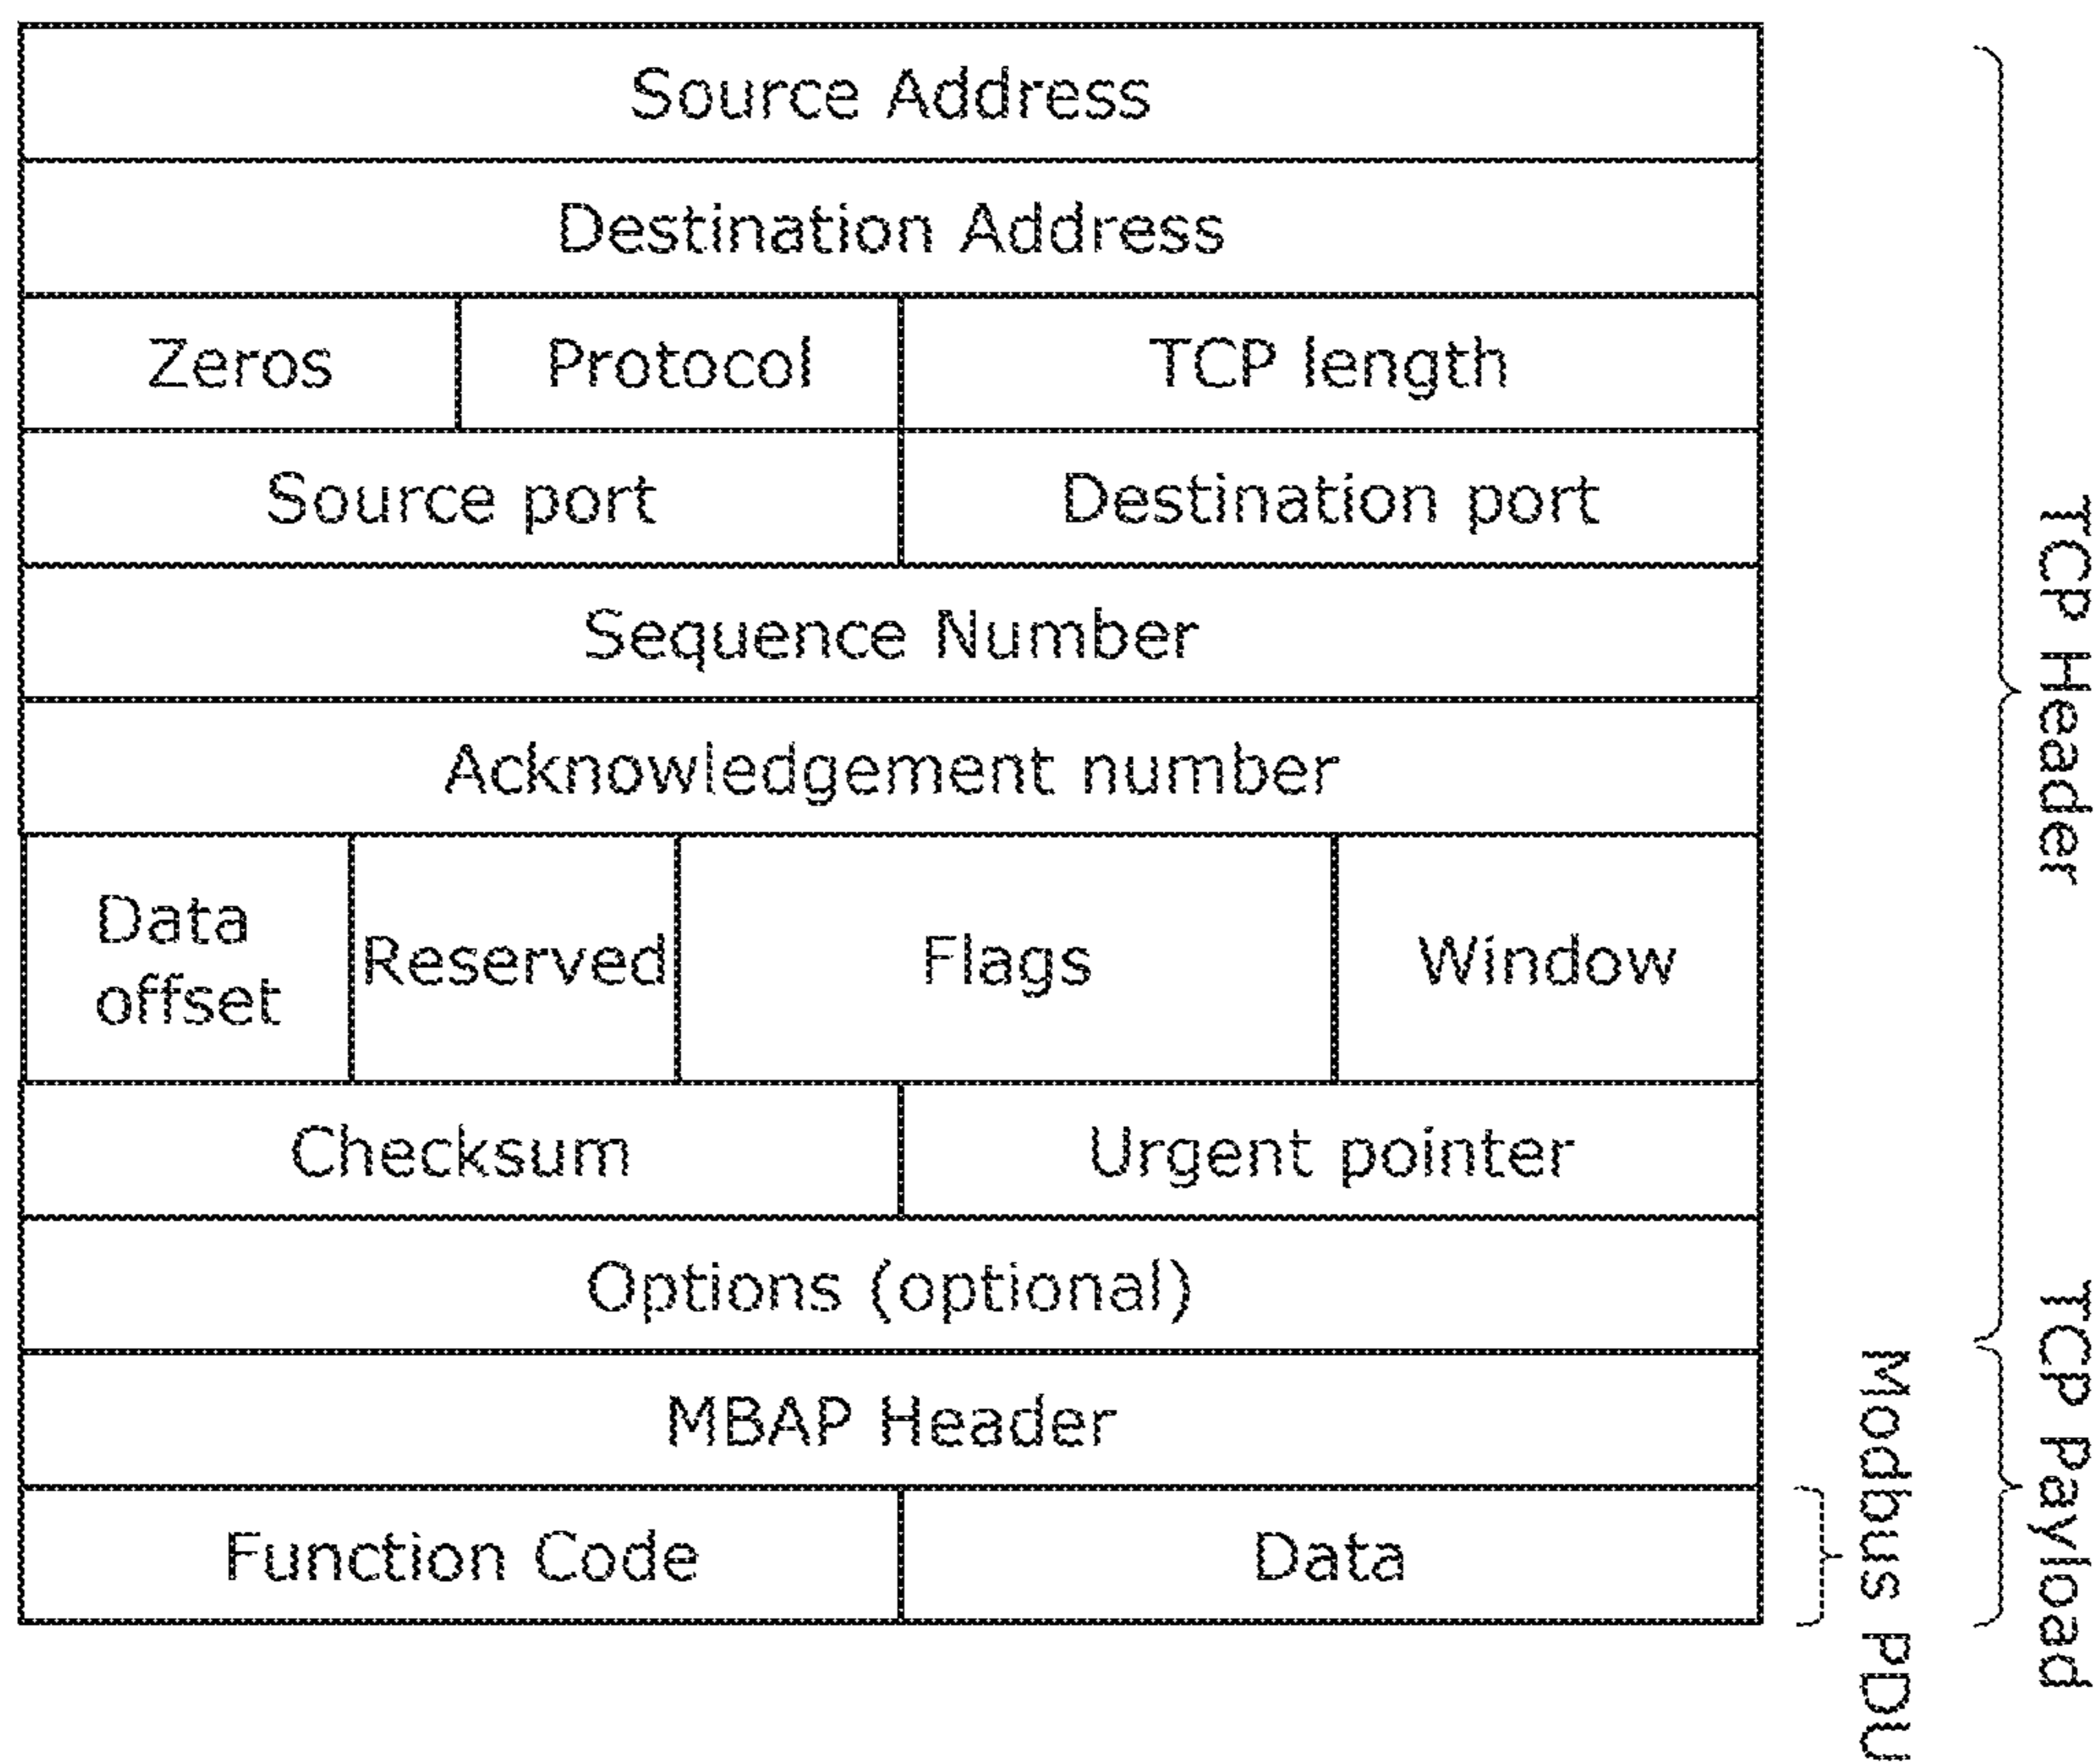 Source Address
Destination Address
Zeros Protocol TCP length
Source port Destination port
Sequence Number
Acknowledgement number
Data
offset
Reserved Flags Window
Checksum Urgent pointer
Options (optional)
MBAP Header
Function Code Data
TCP Header
TCP Payload
Modbus PDU